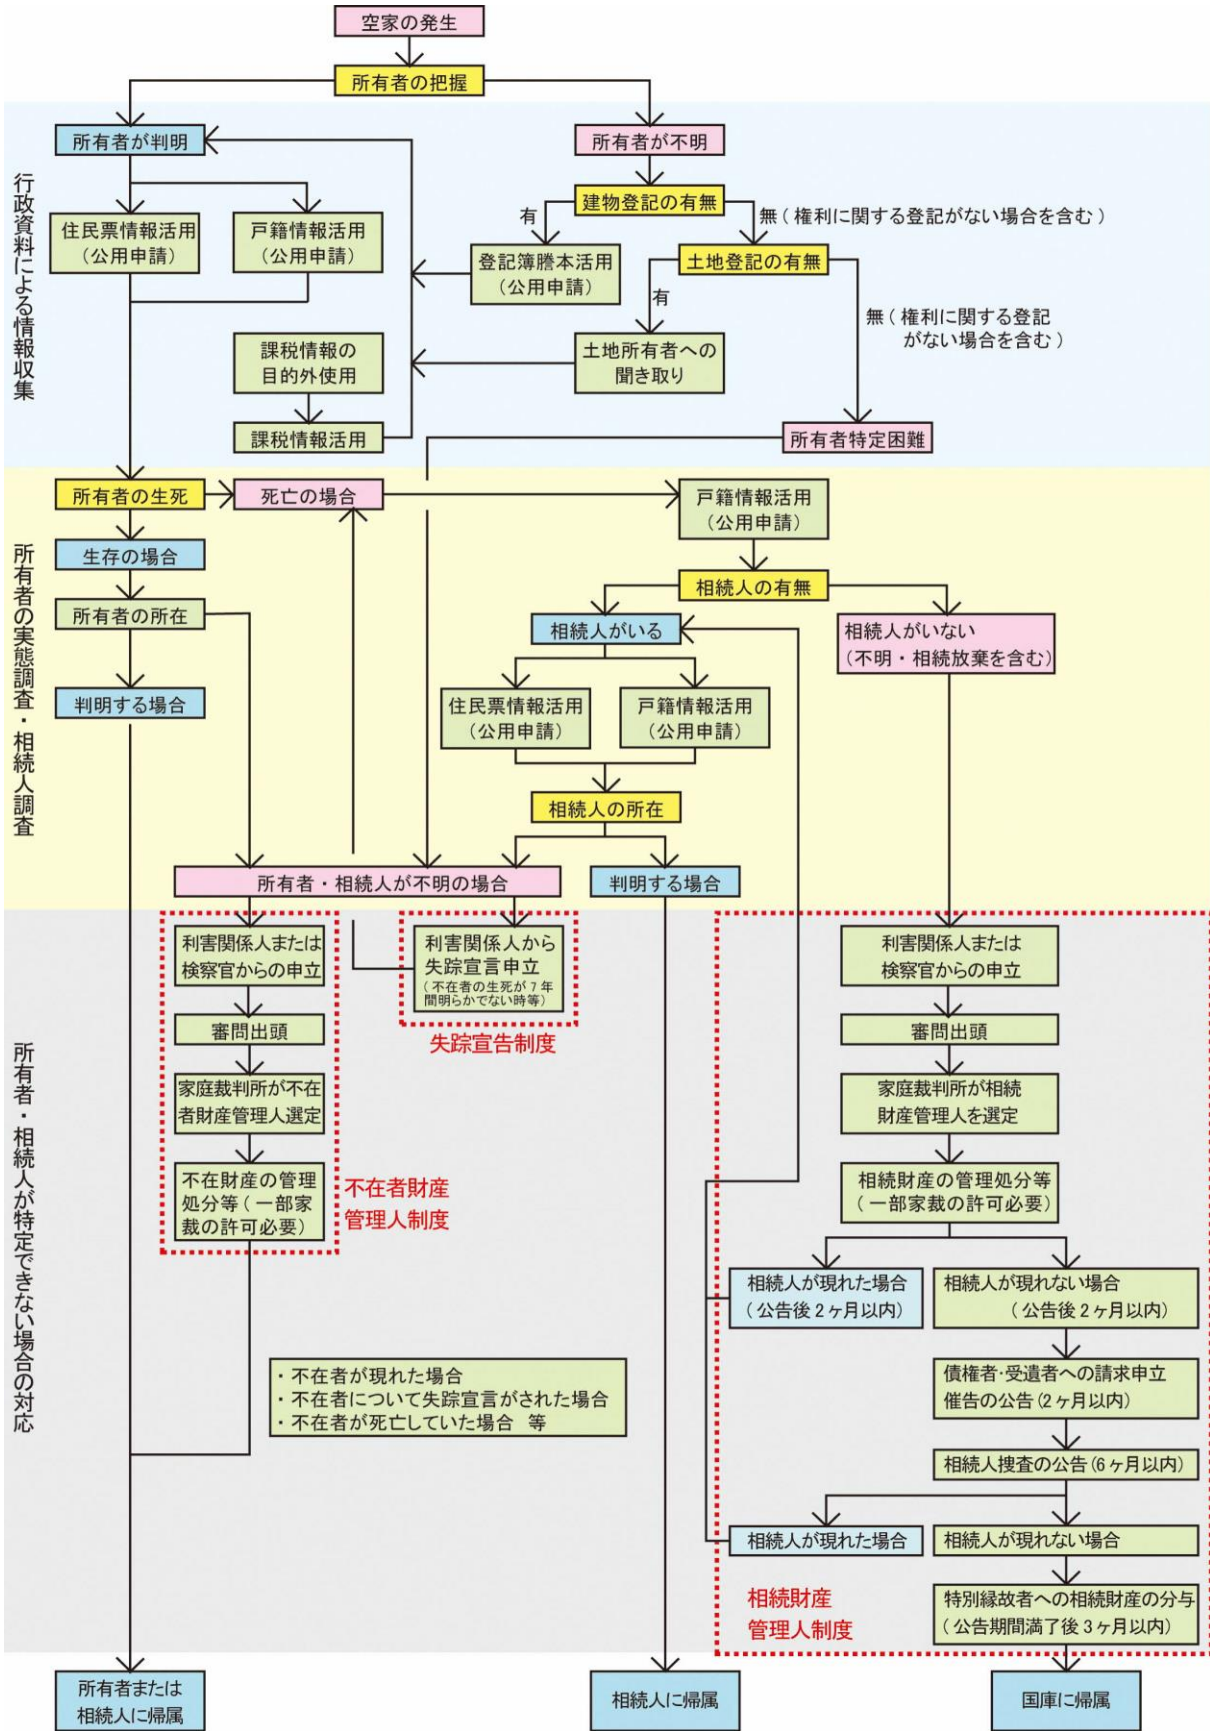 空家の発生
所有者の把握
行政資料による情報収集
所有者が判明
所有者が不明
建物登記の有無
有
無（権利に関する登記がない場合を含む）
住民票情報活用
（公用申請）
戸籍情報活用
（公用申請）
登記簿謄本活用
（公用申請）
土地登記の有無
有
無（権利に関する登記
がない場合を含む）
課税情報の
目的外使用
土地所有者への
聞き取り
課税情報活用
所有者特定困難
所有者の実態調査・相続人調査
所有者の生死
死亡の場合
戸籍情報活用
（公用申請）
生存の場合
相続人の有無
所有者の所在
相続人がいる
相続人がいない
（不明・相続放棄を含む）
判明する場合
住民票情報活用
（公用申請）
戸籍情報活用
（公用申請）
相続人の所在
所有者・相続人が不明の場合
判明する場合
所有者・相続人が特定できない場合の対応
利害関係人または
検察官からの申立
審問出頭
家庭裁判所が不在
者財産管理人選定
不在財産の管理
処分等（一部家
裁の許可必要）
不在者財産
管理人制度
利害関係人から
失踪宣言申立
（不在者の生死が７年
間明らかでない時等）
失踪宣告制度
利害関係人または
検察官からの申立
審問出頭
家庭裁判所が相続
財産管理人を選定
相続財産の管理処分等
（一部家裁の許可必要）
相続人が現れた場合
（公告後２ヶ月以内）
相続人が現れない場合
（公告後２ヶ月以内）
債権者・受遺者への請求申立
催告の公告（２ヶ月以内）
相続人捜査の公告（６ヶ月以内）
相続人が現れた場合
相続人が現れない場合
特別縁故者への相続財産の分与
（公告期間満了後３ヶ月以内）
相続財産
管理人制度
・不在者が現れた場合
・不在者について失踪宣言がされた場合
・不在者が死亡していた場合　等
所有者または
相続人に帰属
相続人に帰属
国庫に帰属